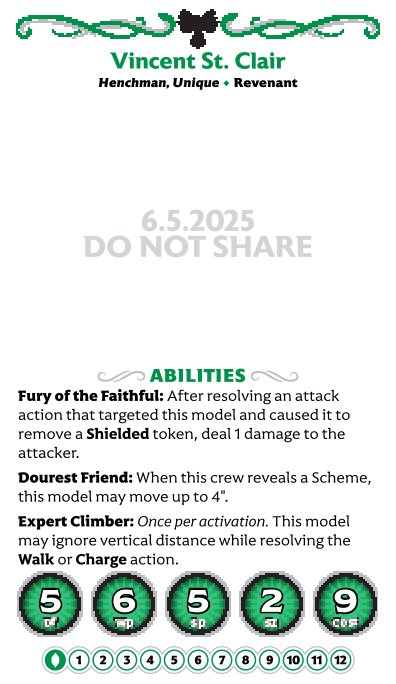 Vincent St. Clair
Henchman, Unique ⬥ Revenant
6.5.2025
DO NOT SHARE
ABILITIES
Fury of the Faithful: After resolving an attack
action that targeted this model and caused it to
remove a Shielded token, deal 1 damage to the
attacker.
Dourest Friend: When this crew reveals a Scheme,
this model may move up to 4".
Expert Climber: Once per activation. This model
may ignore vertical distance while resolving the
Walk or Charge action.
5 6 5 2 9
Df Wp Sp Sz Cost
1 2 3 4 5 6 7 8 9 10 11 12